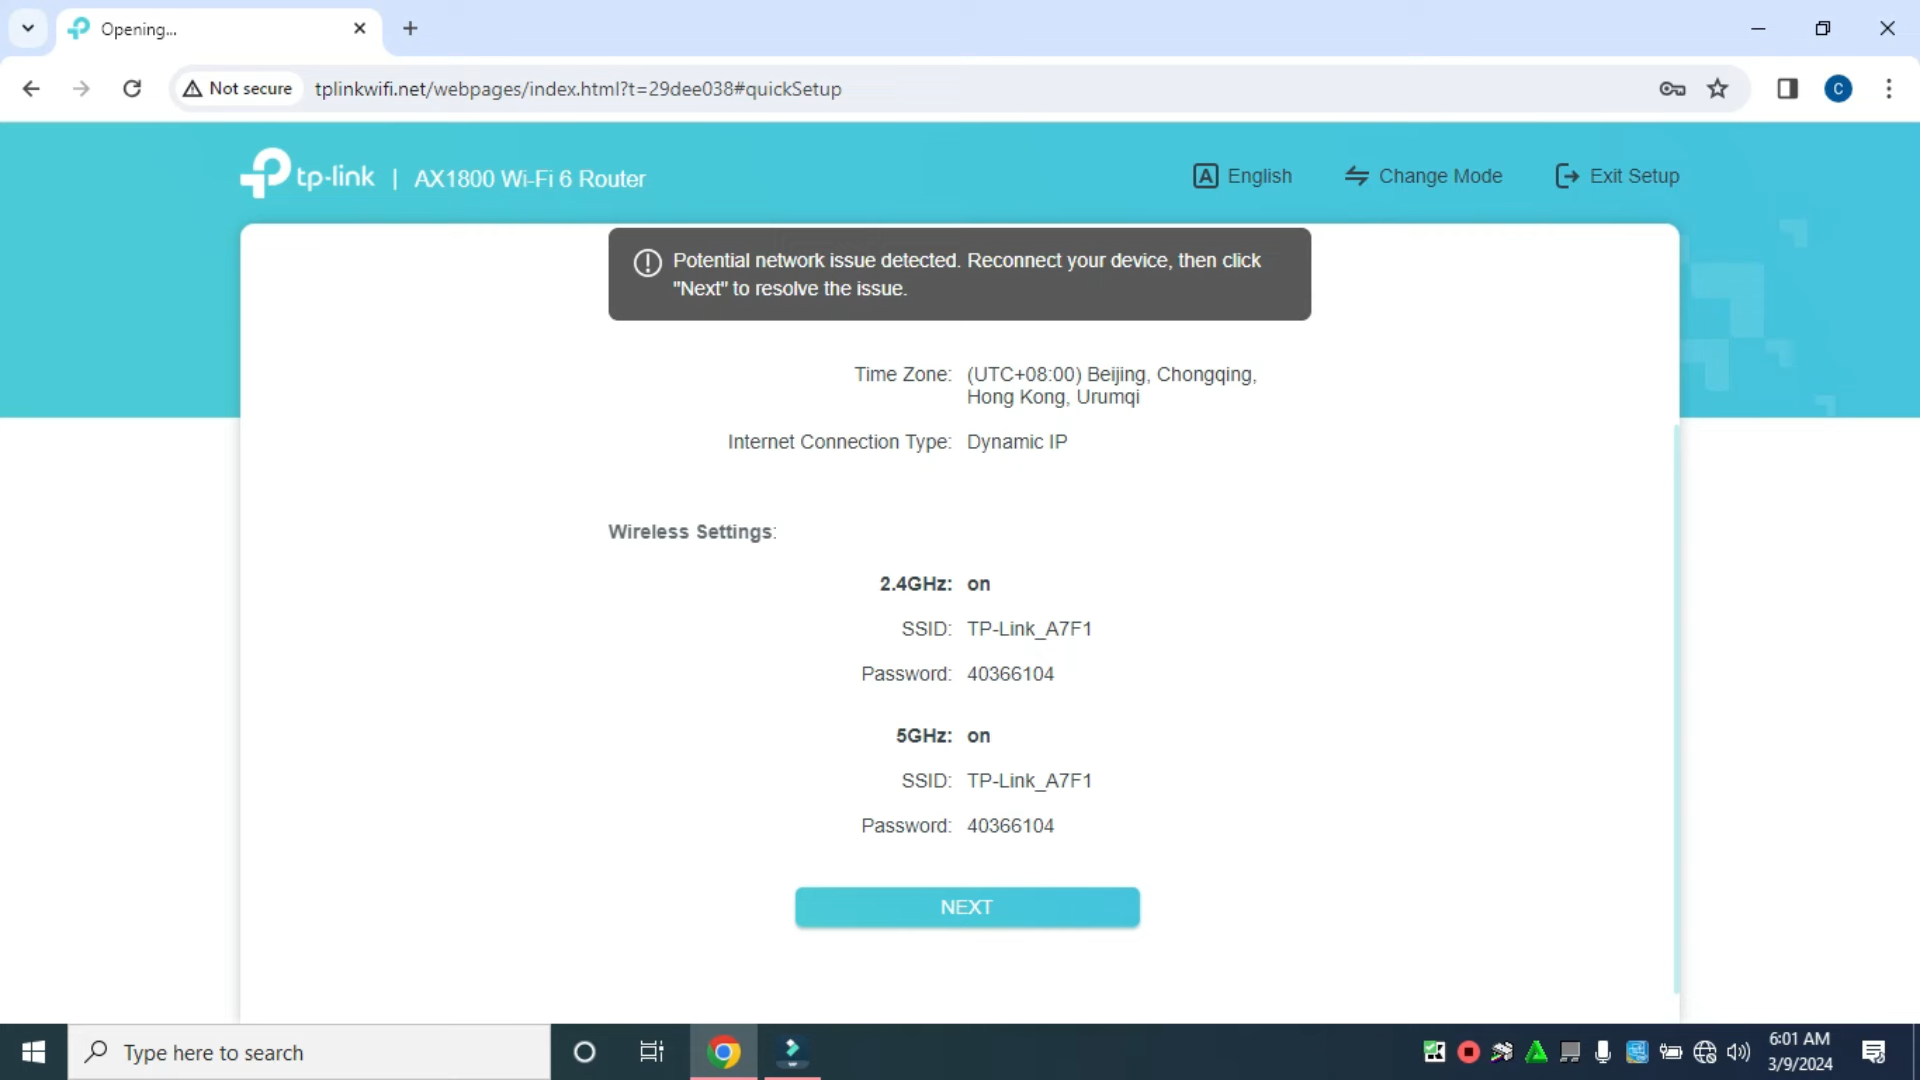 Opening...
Not secure
tplinkwifi.net/webpages/index.html?t=29dee038#quickSetup
C
tp-link | AX1800 Wi-Fi 6 Router
A English
Change Mode
Exit Setup
Potential network issue detected. Reconnect your device, then click
"Next" to resolve the issue.
Time Zone: (UTC+08:00) Beijing, Chongqing,
Hong Kong, Urumqi
Internet Connection Type: Dynamic IP
Wireless Settings:
2.4GHz: on
SSID: TP-Link_A7F1
Password: 40366104
5GHz: on
SSID: TP-Link_A7F1
Password: 40366104
NEXT
Type here to search
6:01 AM
3/9/2024